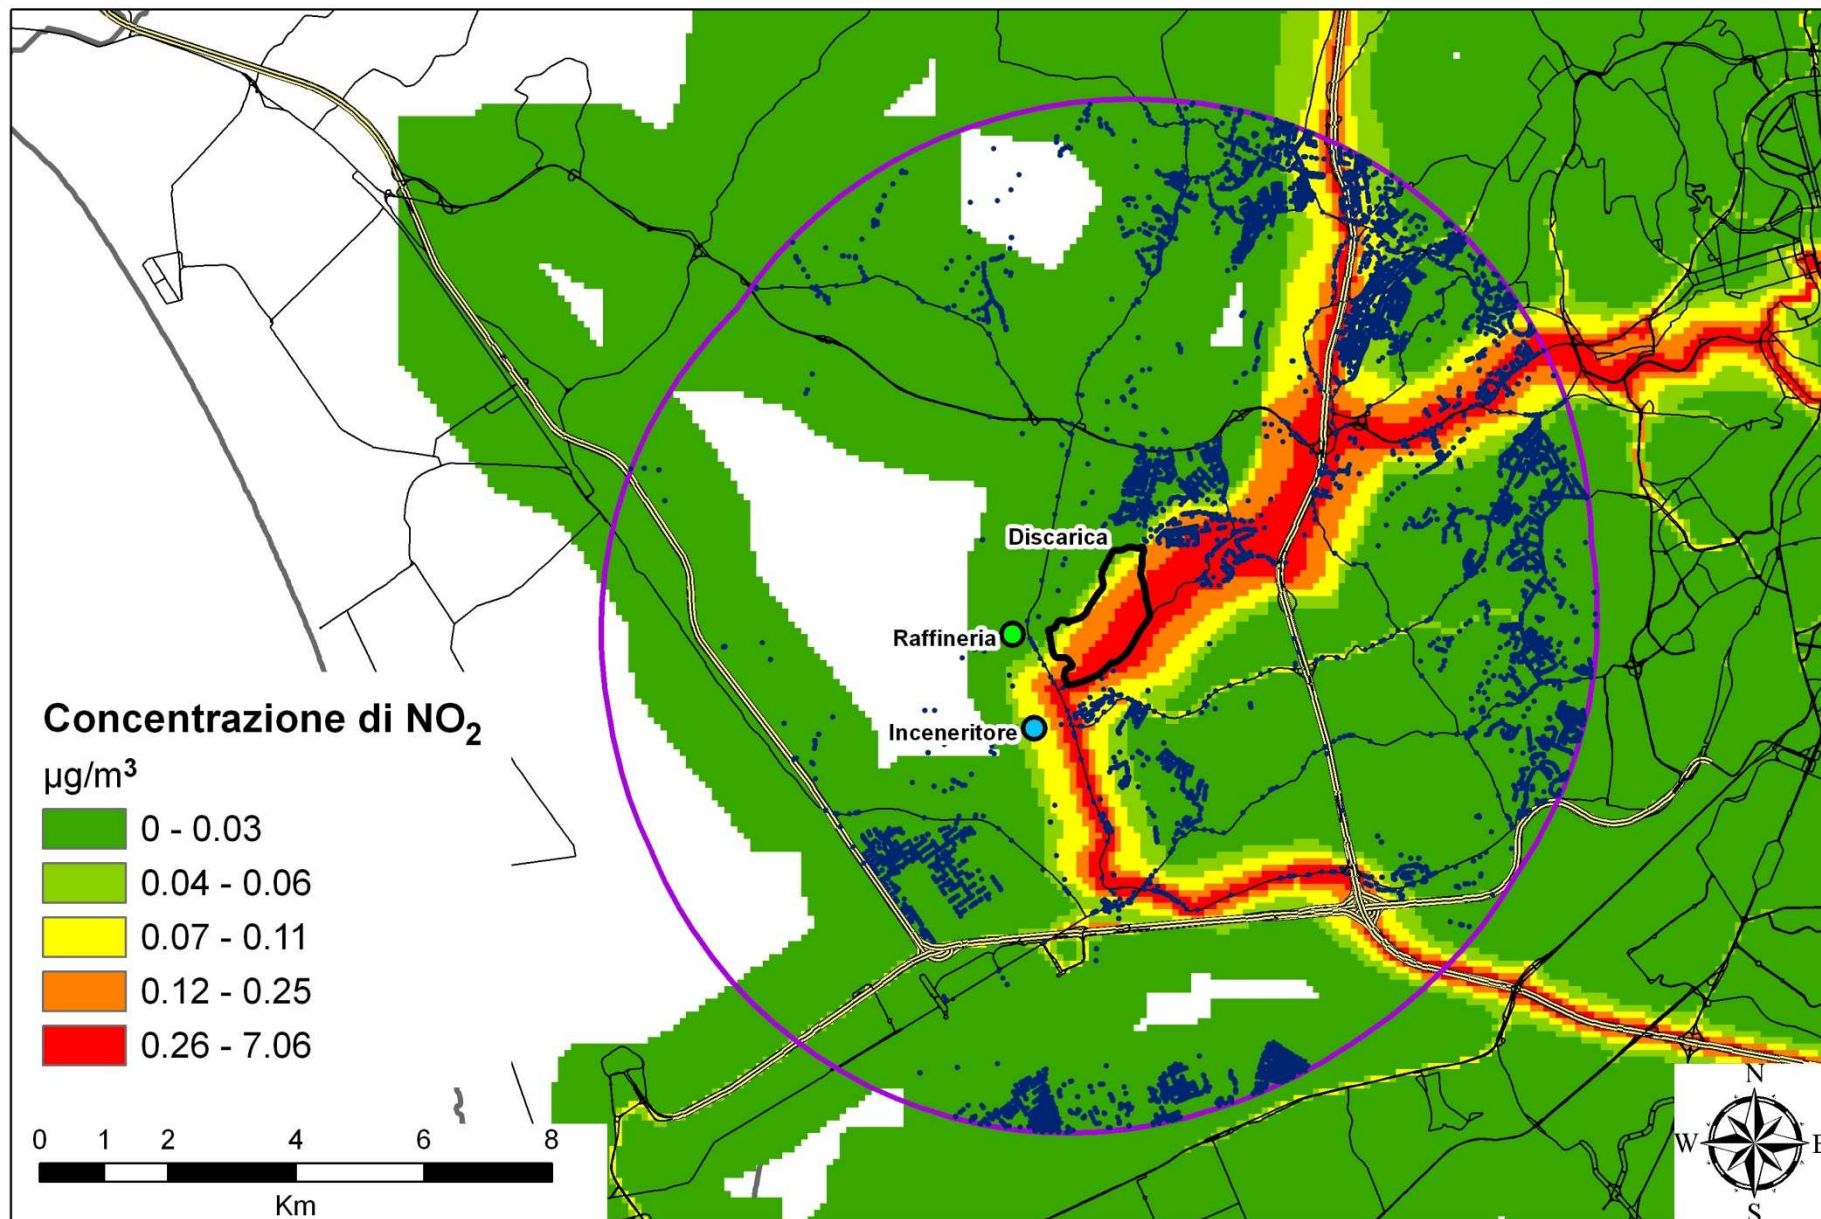 Discarica
Raffineria
Inceneritore
Concentrazione di NO2
µg/m³
0 - 0.03
0.04 - 0.06
0.07 - 0.11
0.12 - 0.25
0.26 - 7.06
0 1 2 4 6 8
Km
N
W E
S